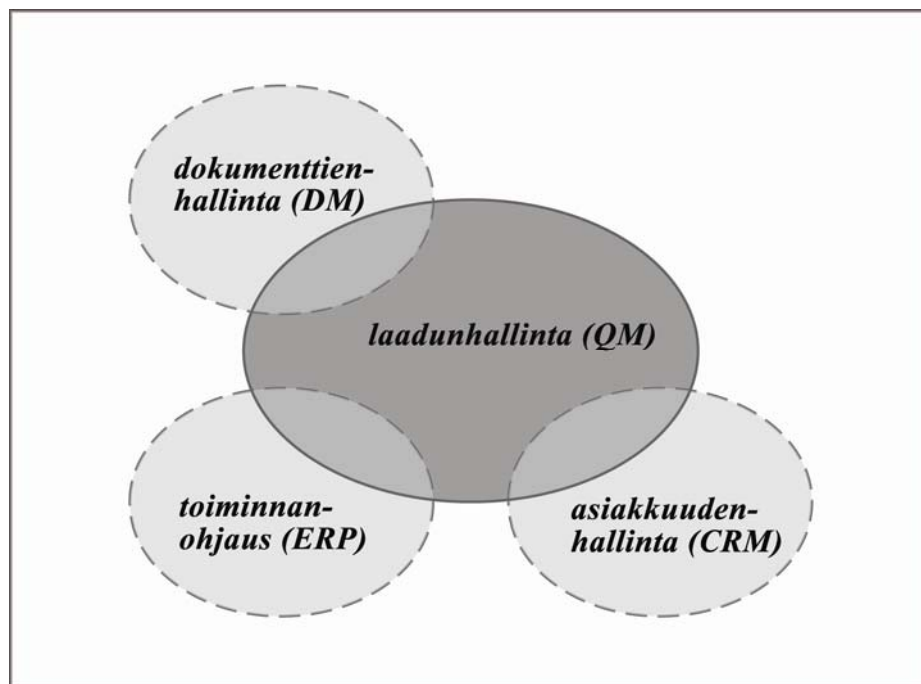 dokumenttien-
hallinta (DM)
laadunhallinta (QM)
toiminnan-
ohjaus (ERP)
asiakkuuden-
hallinta (CRM)